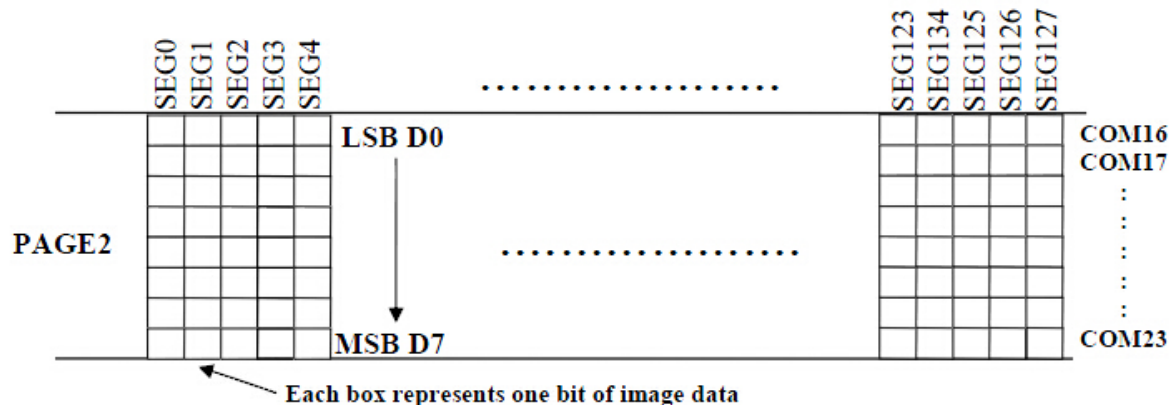 SEG0
SEG1
SEG2
SEG3
SEG4
SEG123
SEG134
SEG125
SEG126
SEG127
....................
LSB D0
COM16
COM17
:
:
:
:
:
PAGE2
.....................
MSB D7
COM23
Each box represents one bit of image data